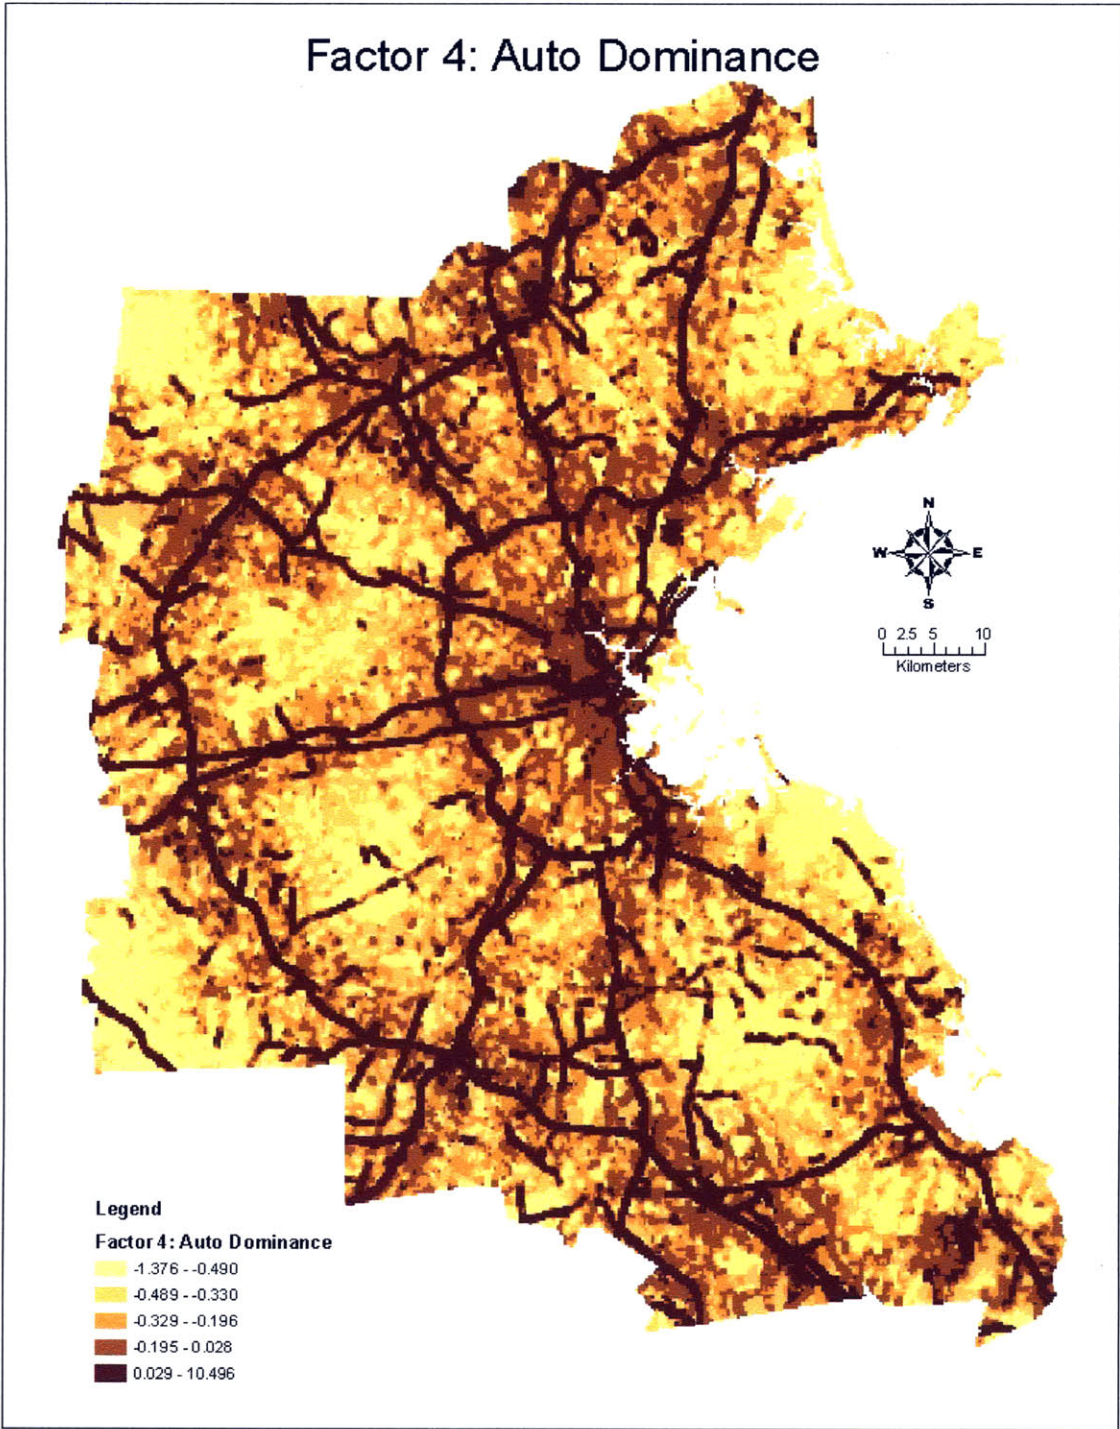 Factor 4: Auto Dominance
N
W E
S
0 2.5 5 10
Kilometers
Legend
Factor 4: Auto Dominance
-1.376 - -0.490
-0.489 - -0.330
-0.329 - -0.196
-0.195 - 0.028
0.029 - 10.496